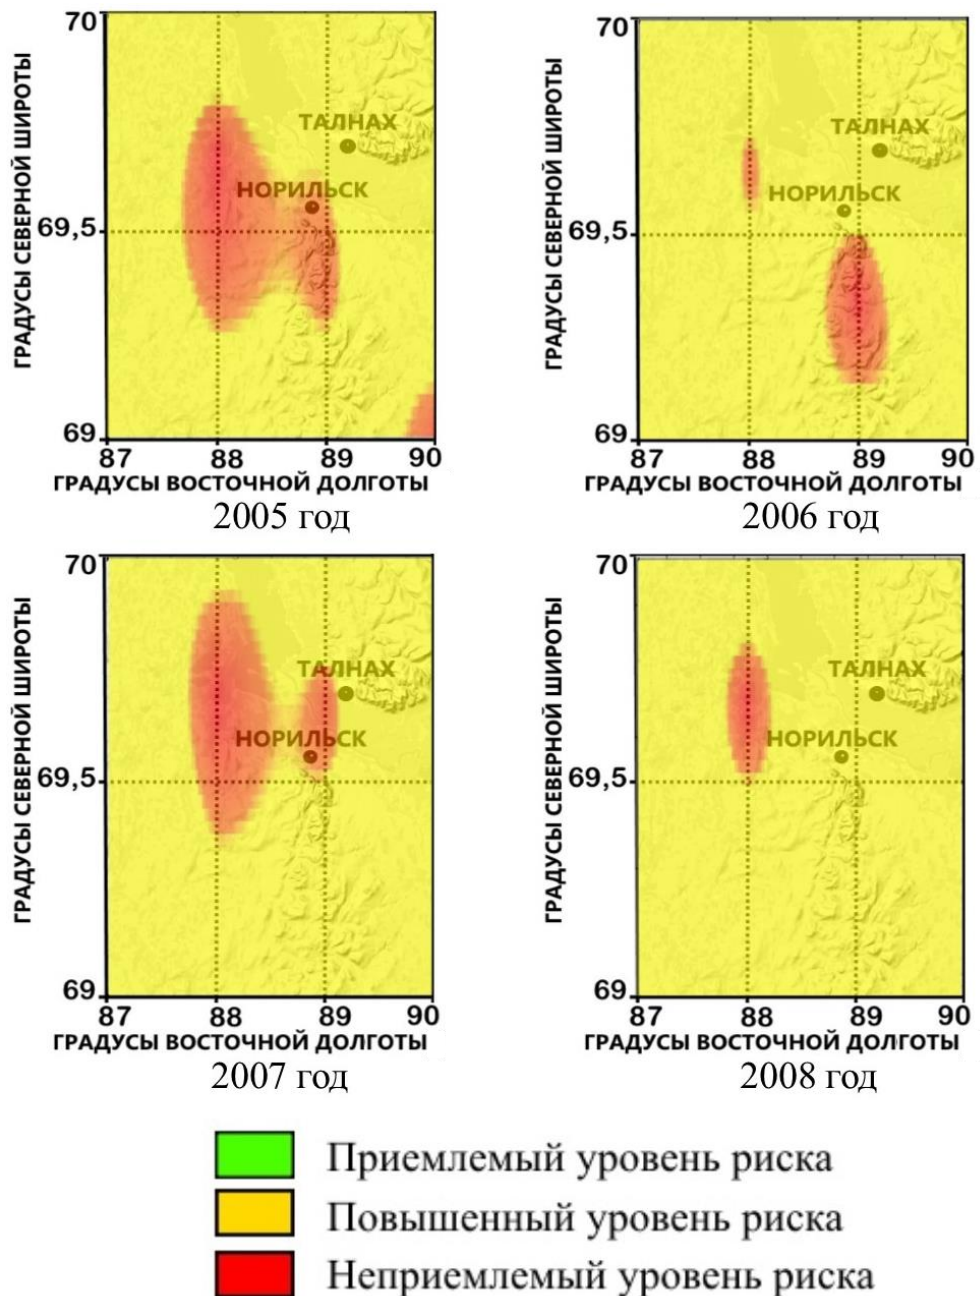 70
ГРАДУСЫ СЕВЕРНОЙ ШИРОТЫ
ТАЛНАХ
НОРИЛЬСК
69,5
69
87 88 89 90
ГРАДУСЫ ВОСТОЧНОЙ ДОЛГОТЫ
2005 год
70
ГРАДУСЫ СЕВЕРНОЙ ШИРОТЫ
ТАЛНАХ
НОРИЛЬСК
69,5
69
87 88 89 90
ГРАДУСЫ ВОСТОЧНОЙ ДОЛГОТЫ
2006 год
70
ГРАДУСЫ СЕВЕРНОЙ ШИРОТЫ
ТАЛНАХ
НОРИЛЬСК
69,5
69
87 88 89 90
ГРАДУСЫ ВОСТОЧНОЙ ДОЛГОТЫ
2007 год
70
ГРАДУСЫ СЕВЕРНОЙ ШИРОТЫ
ТАЛНАХ
НОРИЛЬСК
69,5
69
87 88 89 90
ГРАДУСЫ ВОСТОЧНОЙ ДОЛГОТЫ
2008 год
Приемлемый уровень риска
Повышенный уровень риска
Неприемлемый уровень риска